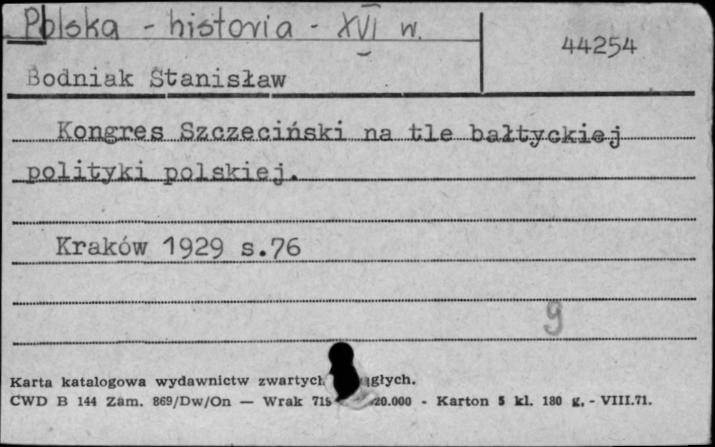 Polska - historia - XVI w.
44254
Bodniak Stanisław
Kongres Szczeciński na tle bałtyckiej
polityki polskiej.
Kraków 1929 s.76
9
Karta katalogowa wydawnictw zwartych
CWD B 144 Zam. 869/Dw/On — Wrak 20.000 - Karton 5 kl. 180 g. - VIII.71.